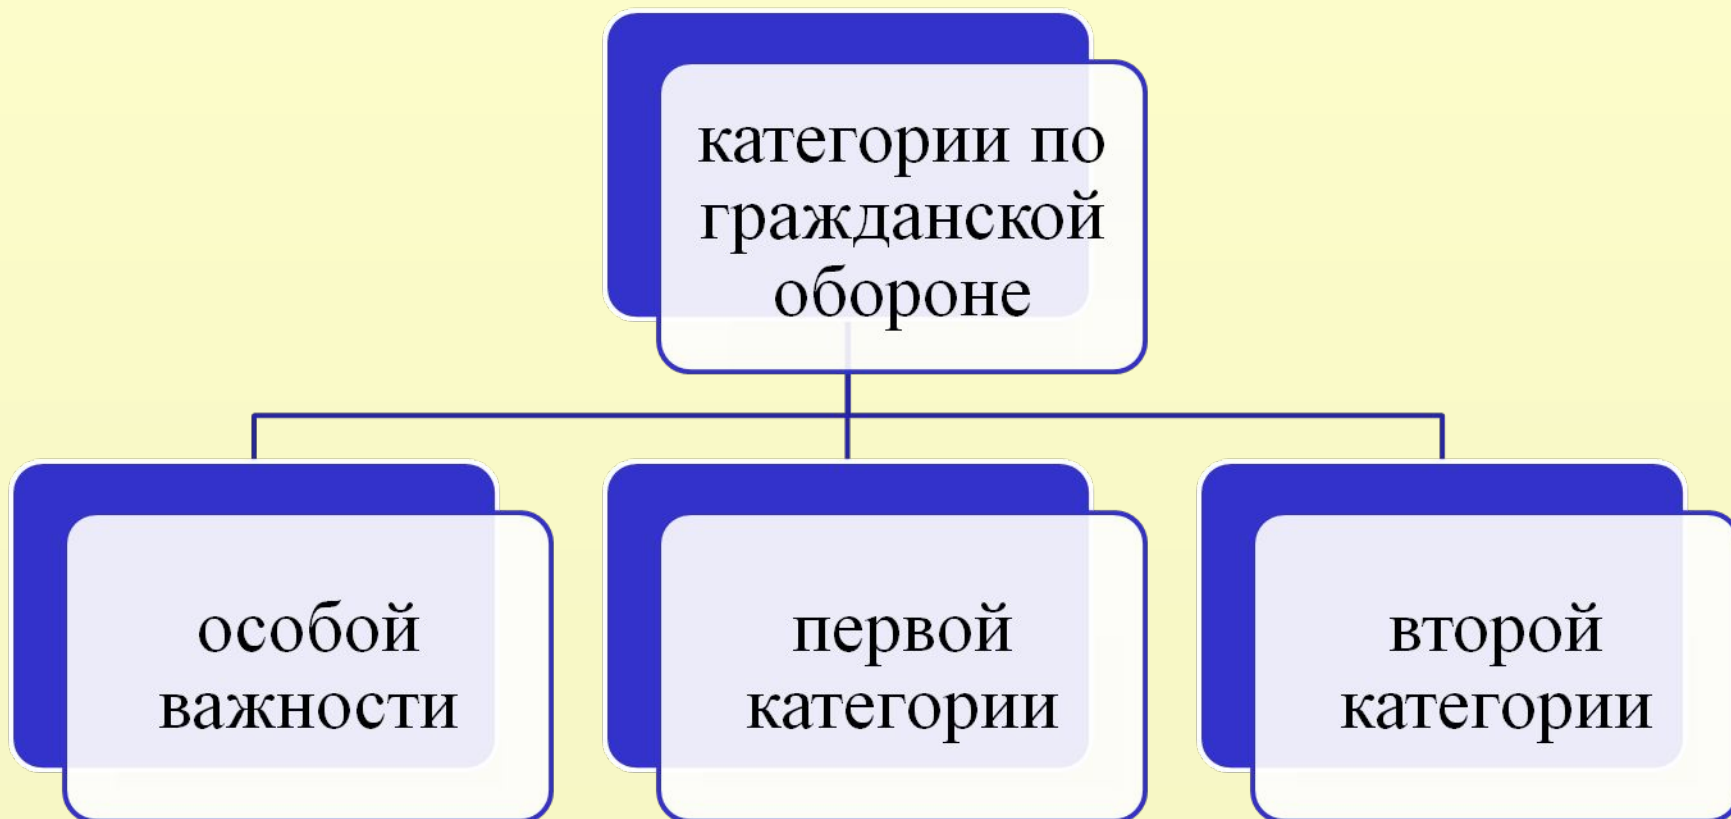 категории по
гражданской
обороне
особой
важности
первой
категории
второй
категории